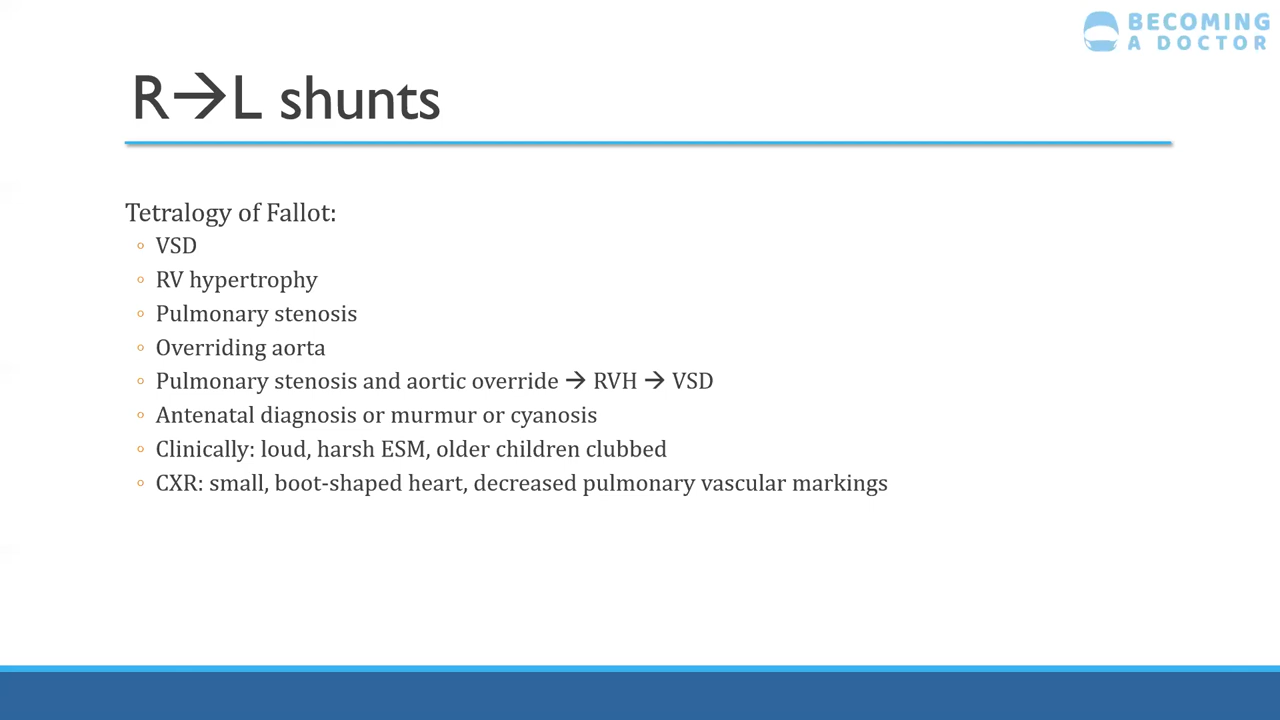 BECOMING
A DOCTOR
R→L shunts
Tetralogy of Fallot:
◦ VSD
◦ RV hypertrophy
◦ Pulmonary stenosis
◦ Overriding aorta
◦ Pulmonary stenosis and aortic override → RVH → VSD
◦ Antenatal diagnosis or murmur or cyanosis
◦ Clinically: loud, harsh ESM, older children clubbed
◦ CXR: small, boot-shaped heart, decreased pulmonary vascular markings